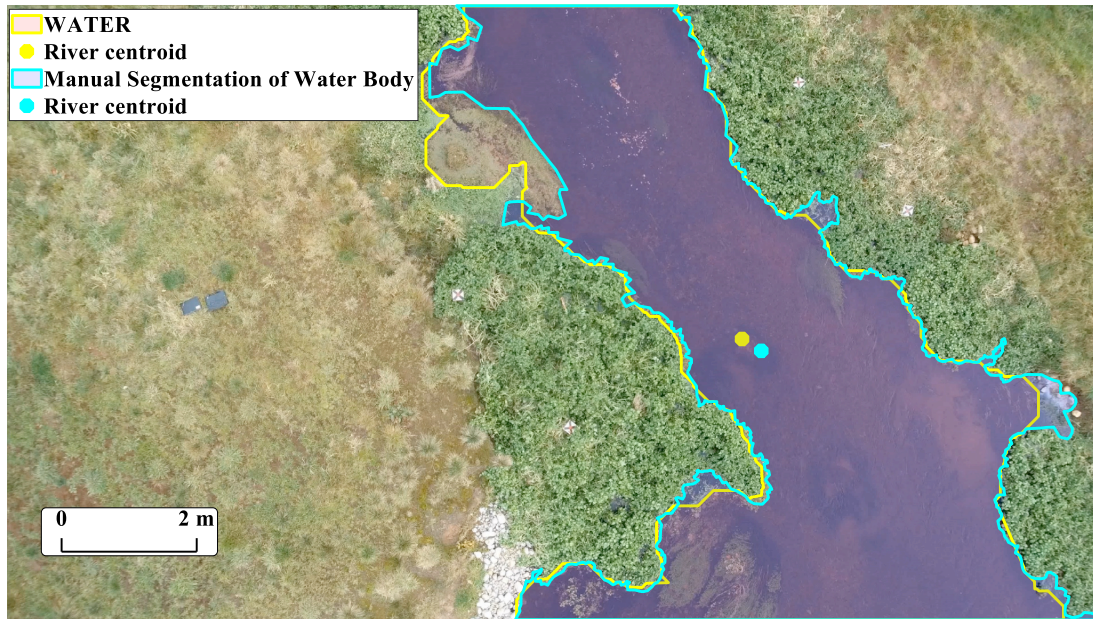 WATER
River centroid
Manual Segmentation of Water Body
River centroid
0 2 m